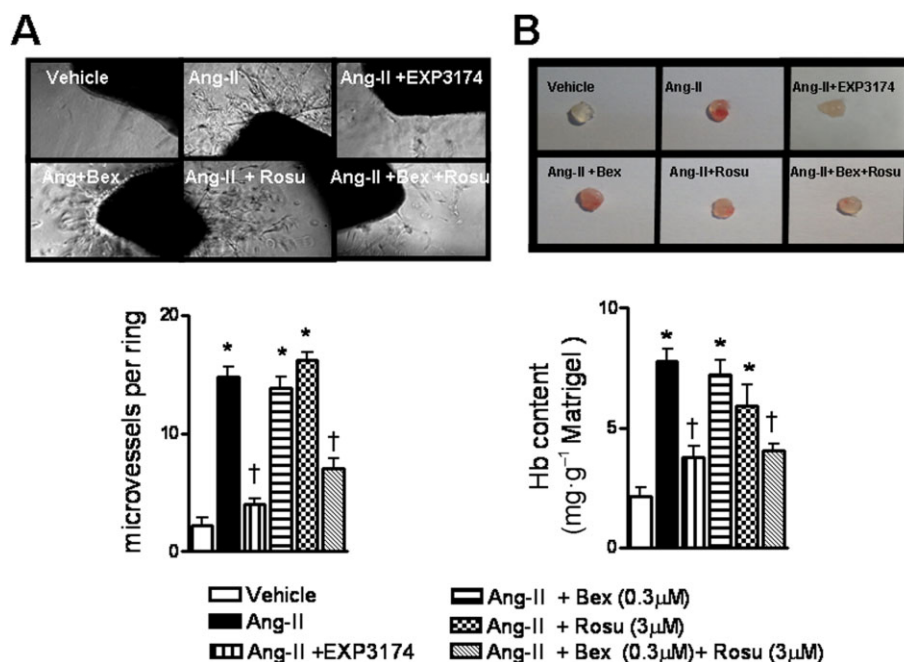 A
Vehicle
Ang-II
Ang-II +EXP3174
Ang+Bex
Ang-II + Rosu
Ang-II +Bex +Rosu
B
Vehicle
Ang-II
Ang-II+EXP3174
Ang-II +Bex
Ang-II+Rosu
Ang-II+Bex+Rosu
microvessels per ring
20
10
0
*
†
*
*
†
Hb content
(mg·g⁻¹ Matrigel )
10
5
0
*
†
*
*
†
Vehicle
Ang-II
Ang-II +EXP3174
Ang-II + Bex (0.3μM)
Ang-II + Rosu (3μM)
Ang-II + Bex (0.3μM)+ Rosu (3μM)